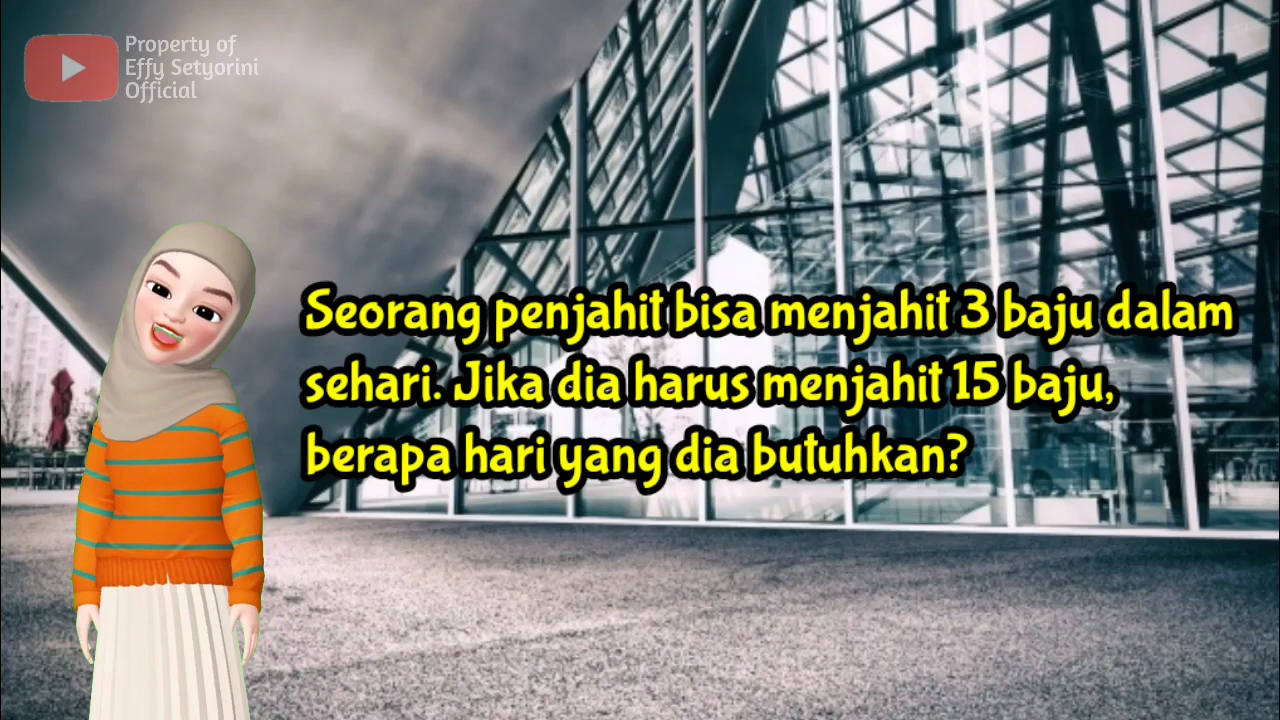 Property of
Effy Setyorini
Official
Seorang penjahit bisa menjahit 3 baju dalam
sehari. Jika dia harus menjahit 15 baju,
berapa hari yang dia butuhkan?